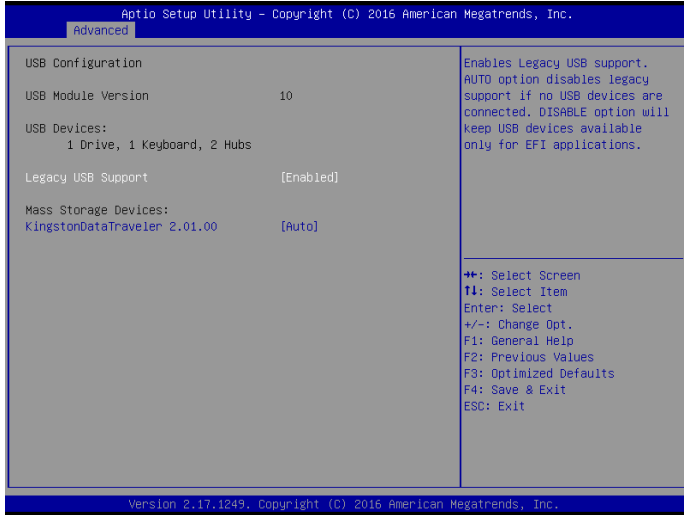 Aptio Setup Utility – Copyright (C) 2016 American Megatrends, Inc.
Advanced
USB Configuration
USB Module Version 10
USB Devices:
1 Drive, 1 Keyboard, 2 Hubs
Legacy USB Support [Enabled]
Mass Storage Devices:
KingstonDataTraveler 2.01.00 [Auto]
Enables Legacy USB support.
AUTO option disables legacy
support if no USB devices are
connected. DISABLE option will
keep USB devices available
only for EFI applications.
→←: Select Screen
↑↓: Select Item
Enter: Select
+/-: Change Opt.
F1: General Help
F2: Previous Values
F3: Optimized Defaults
F4: Save & Exit
ESC: Exit
Version 2.17.1249. Copyright (C) 2016 American Megatrends, Inc.